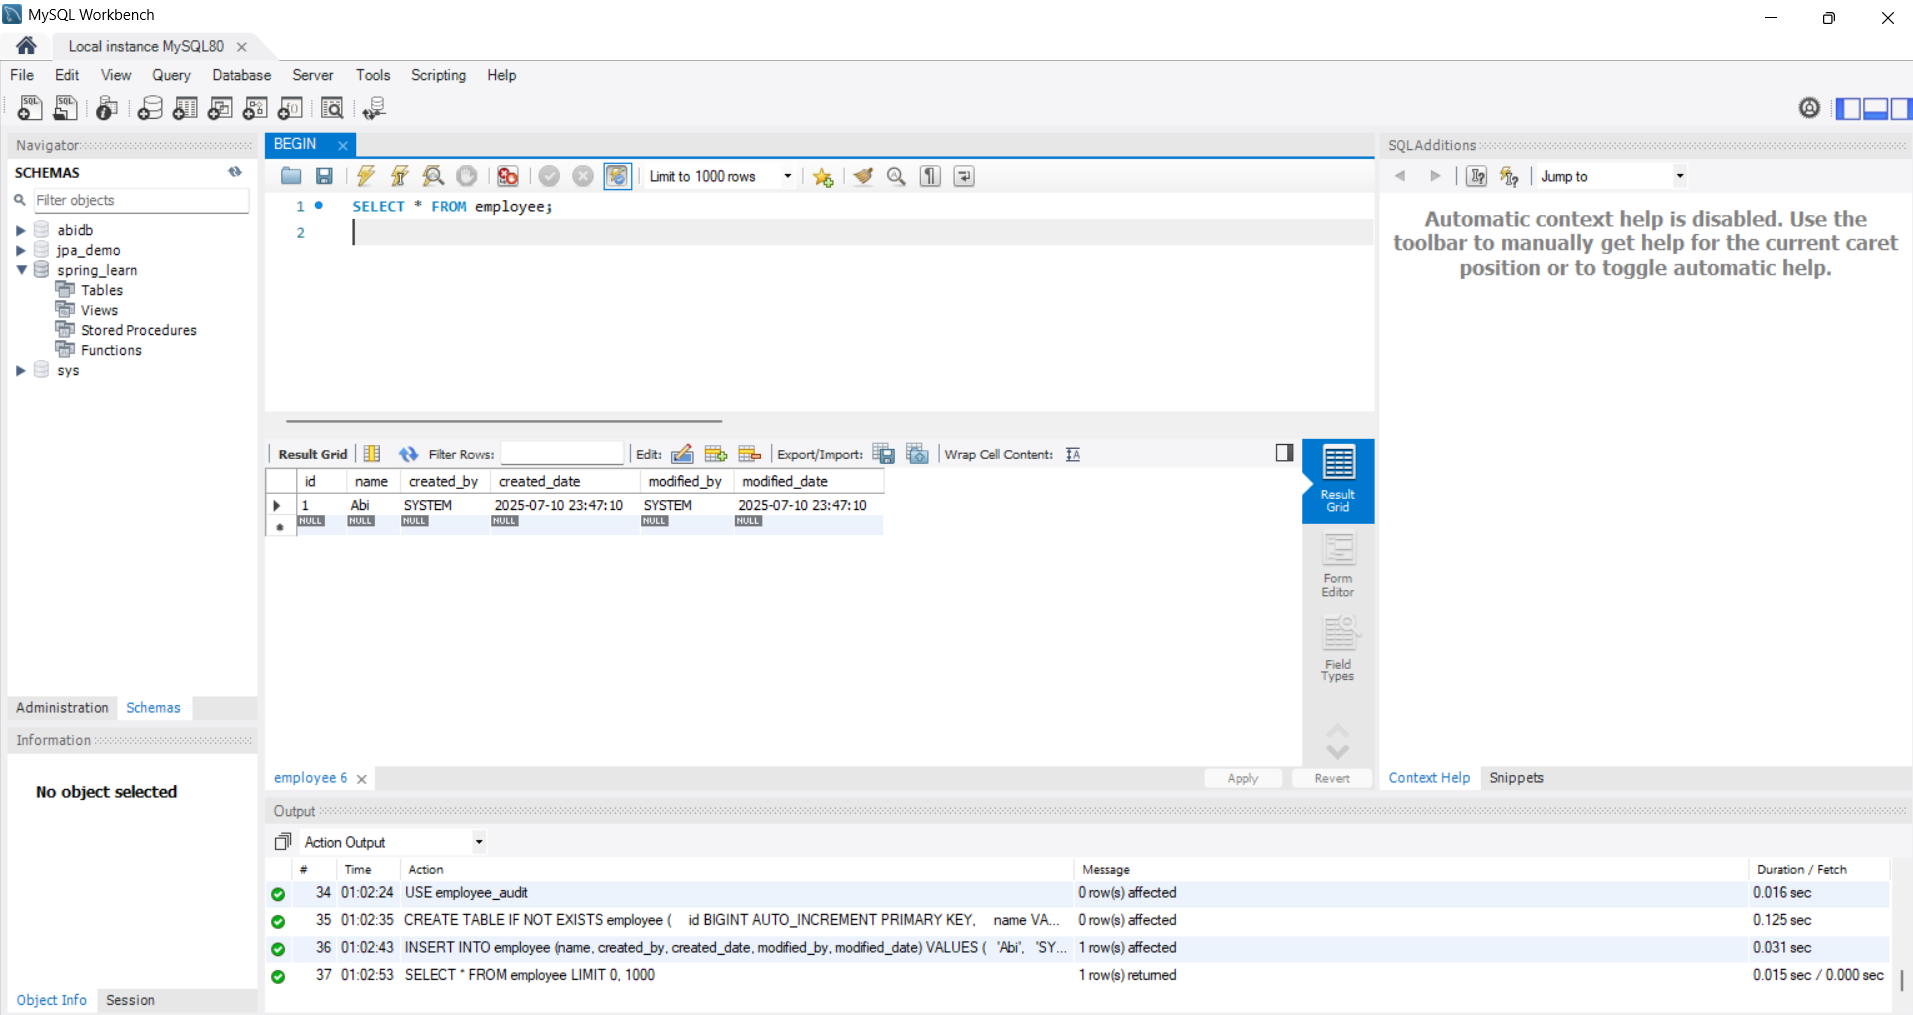 MySQL Workbench
Local instance MySQL80
File Edit View Query Database Server Tools Scripting Help
Navigator
SCHEMAS
Filter objects
abidb
jpa_demo
spring_learn
Tables
Views
Stored Procedures
Functions
sys
Administration Schemas
Information
No object selected
Object Info Session
BEGIN
Limit to 1000 rows
1 SELECT * FROM employee;
2
Result Grid Filter Rows: Edit: Export/Import: Wrap Cell Content:
id name created_by created_date modified_by modified_date
1 Abi SYSTEM 2025-07-10 23:47:10 SYSTEM 2025-07-10 23:47:10
NULL NULL NULL NULL NULL NULL
Result
Grid
Form
Editor
Field
Types
employee 6
Apply Revert
SQLAdditions
Jump to
Automatic context help is disabled. Use the
toolbar to manually get help for the current caret
position or to toggle automatic help.
Context Help Snippets
Output
Action Output
# Time Action Message Duration / Fetch
34 01:02:24 USE employee_audit 0 row(s) affected 0.016 sec
35 01:02:35 CREATE TABLE IF NOT EXISTS employee ( id BIGINT AUTO_INCREMENT PRIMARY KEY, name VA... 0 row(s) affected 0.125 sec
36 01:02:43 INSERT INTO employee (name, created_by, created_date, modified_by, modified_date) VALUES ( 'Abi', 'SY... 1 row(s) affected 0.031 sec
37 01:02:53 SELECT * FROM employee LIMIT 0, 1000 1 row(s) returned 0.015 sec / 0.000 sec